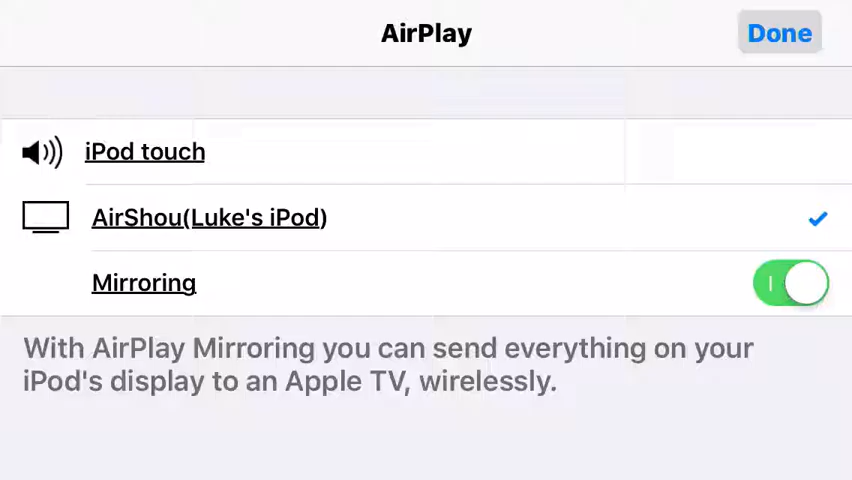 AirPlay
Done
iPod touch
AirShou(Luke's iPod)
Mirroring
With AirPlay Mirroring you can send everything on your
iPod's display to an Apple TV, wirelessly.